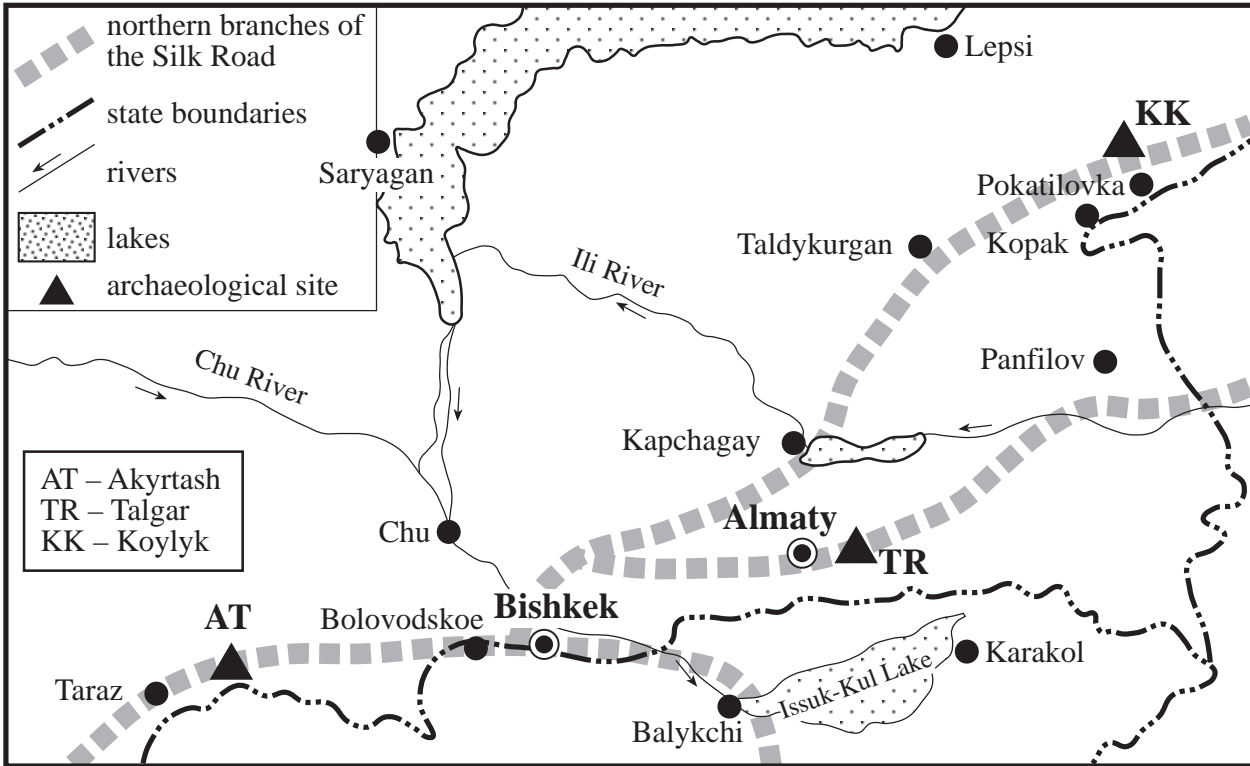 northern branches of
the Silk Road
state boundaries
rivers
lakes
archaeological site
AT – Akyrtash
TR – Talgar
KK – Koylyk
Lepsi
KK
Saryagan
Pokatilovka
Kopak
Taldykurgan
Ili River
Panfilov
Chu River
Kapchagay
Almaty
TR
Chu
Bishkek
Bolovodskoe
AT
Taraz
Karakol
Issuk-Kul Lake
Balykchi